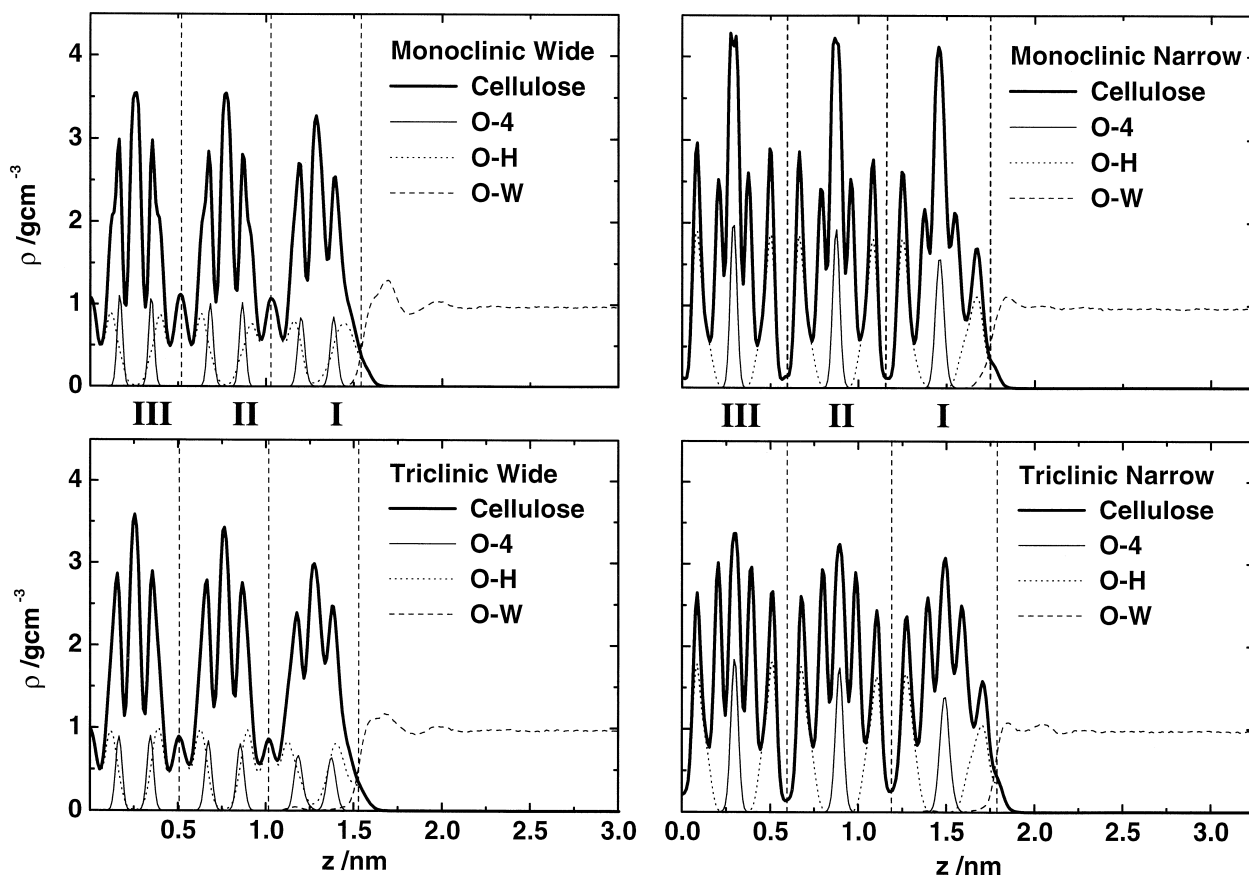 4
3
2
1
0
ρ /gcm⁻³
Monoclinic Wide
Cellulose
O-4
O-H
O-W
Monoclinic Narrow
Cellulose
O-4
O-H
O-W
III II I
III II I
4
3
2
1
0
ρ /gcm⁻³
Triclinic Wide
Cellulose
O-4
O-H
O-W
0.5 1.0 1.5 2.0 2.5 3.0
z /nm
Triclinic Narrow
Cellulose
O-4
O-H
O-W
0.0 0.5 1.0 1.5 2.0 2.5 3.0
z /nm